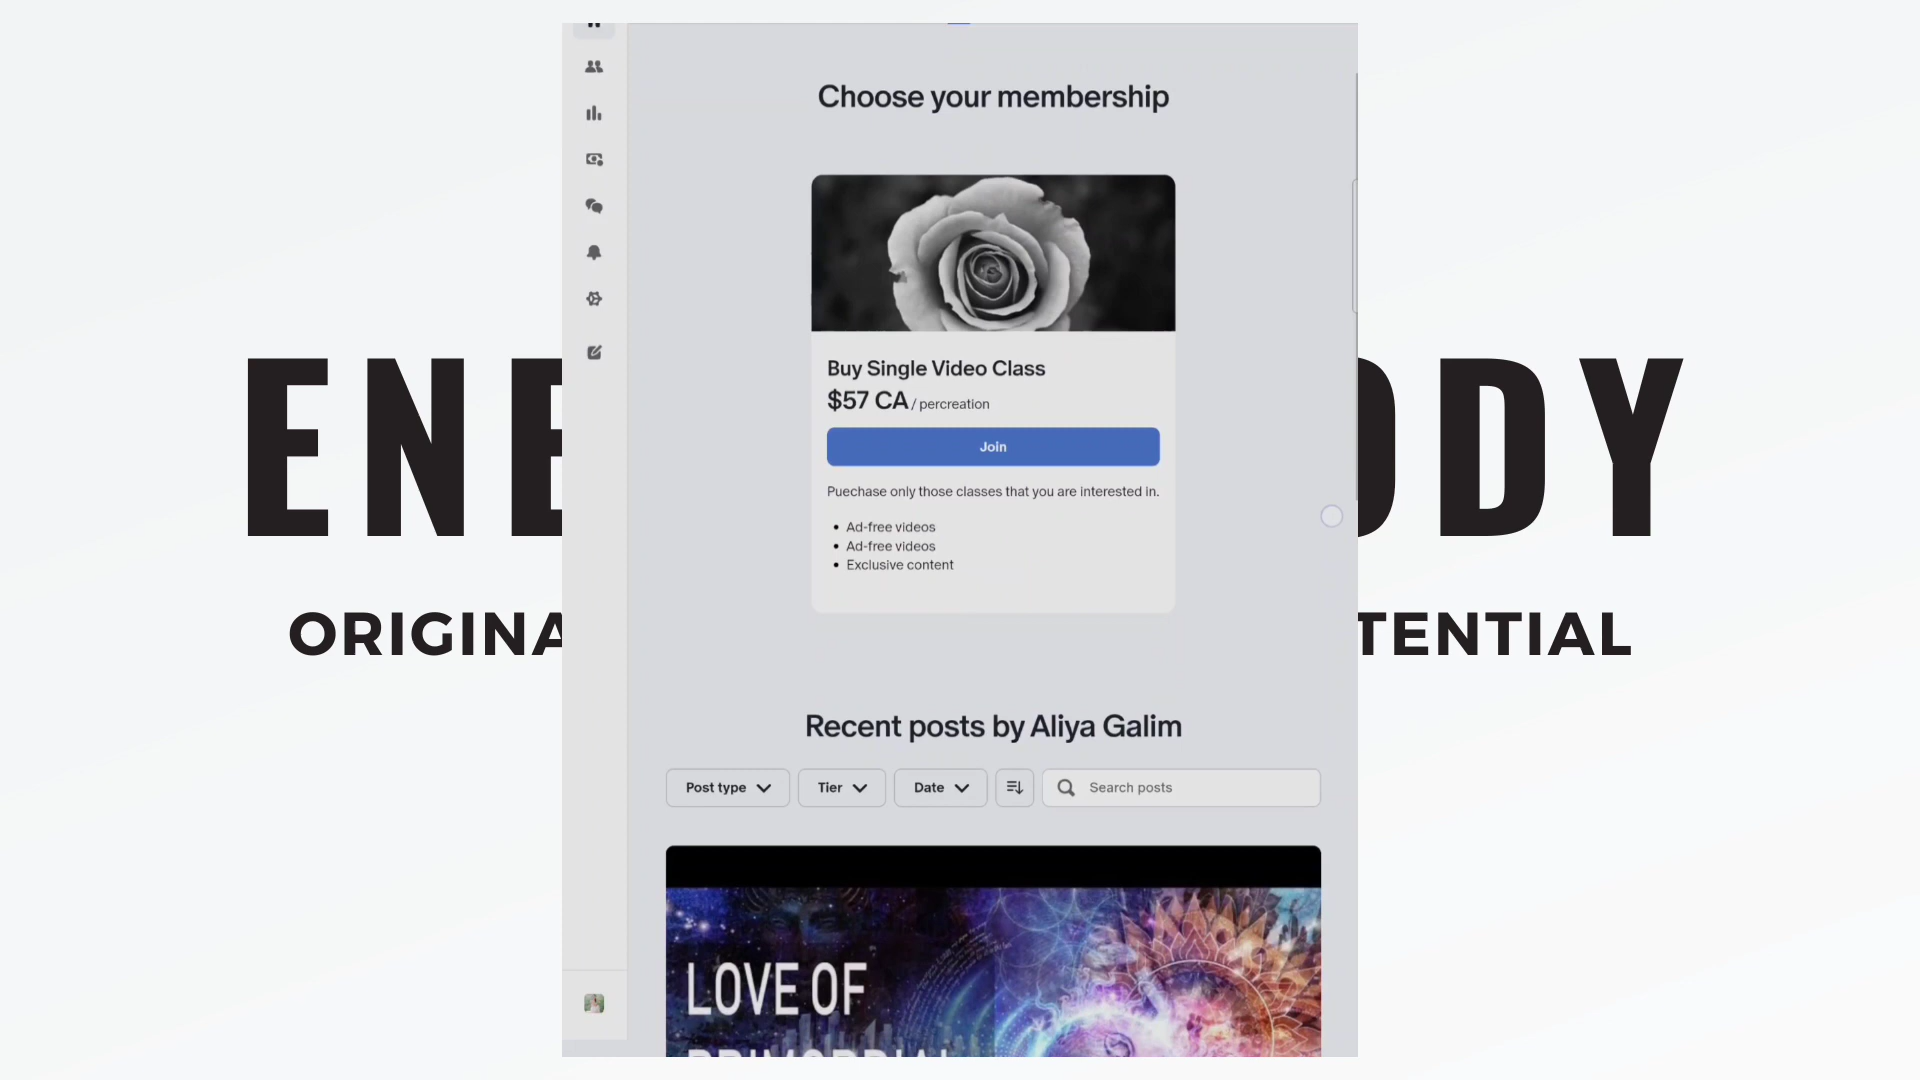 Choose your membership
Buy Single Video Class
$57 CA / percreation
Join
Puechase only those classes that you are interested in.
• Ad-free videos
• Ad-free videos
• Exclusive content
ENE
DY
ORIGINA
TENTIAL
Recent posts by Aliya Galim
Post type
Tier
Date
Search posts
LOVE OF
PRIMORDIAL